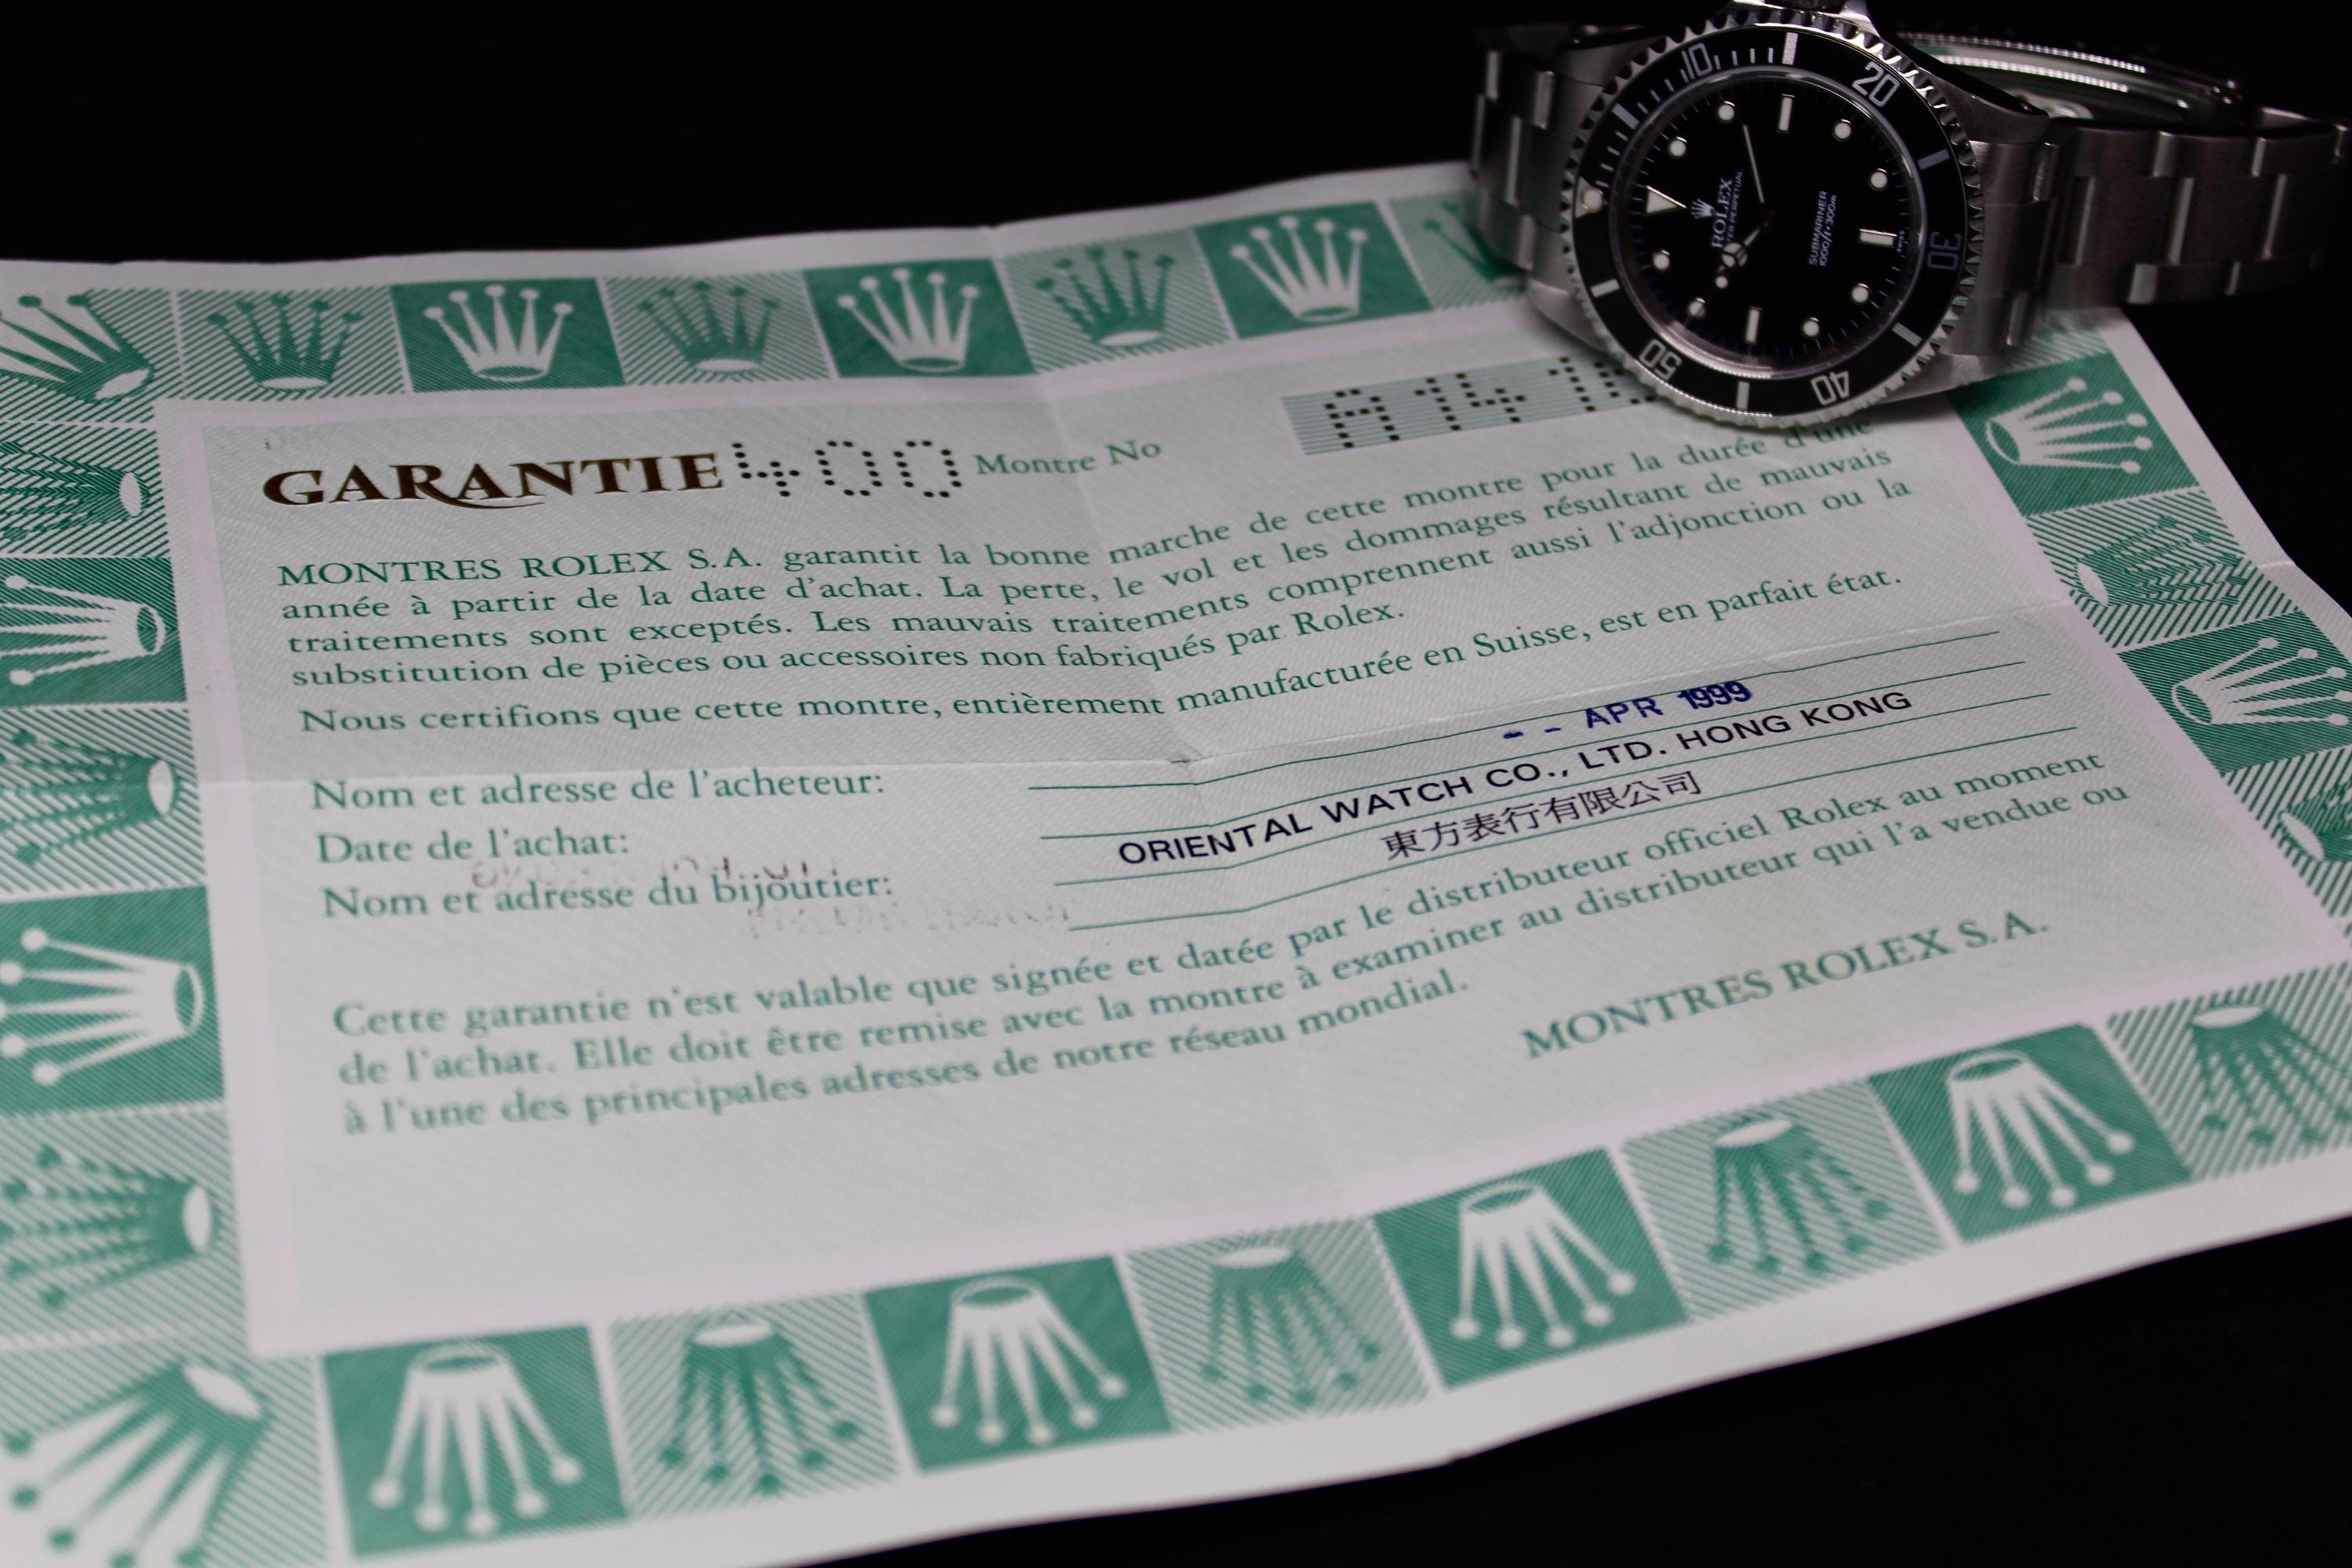 10
20
30
40
50
ROLEX
SUBMARINER
1000ft=300m
SWISS
GARANTIE 400 Montre No A141
MONTRES ROLEX S.A. garantit la bonne marche de cette montre pour la durée d'une
année à partir de la date d'achat. La perte, le vol et les dommages résultant de mauvais
traitements sont exceptés. Les mauvais traitements comprennent aussi l'adjonction ou la
substitution de pièces ou accessoires non fabriqués par Rolex.
Nous certifions que cette montre, entièrement manufacturée en Suisse, est en parfait état.
Nom et adresse de l'acheteur:
Date de l'achat: - - APR 1999
Nom et adresse du bijoutier: ORIENTAL WATCH CO., LTD. HONG KONG
東方表行有限公司
Cette garantie n'est valable que signée et datée par le distributeur officiel Rolex au moment
de l'achat. Elle doit être remise avec la montre à examiner au distributeur qui l'a vendue ou
à l'une des principales adresses de notre réseau mondial.
MONTRES ROLEX S.A.